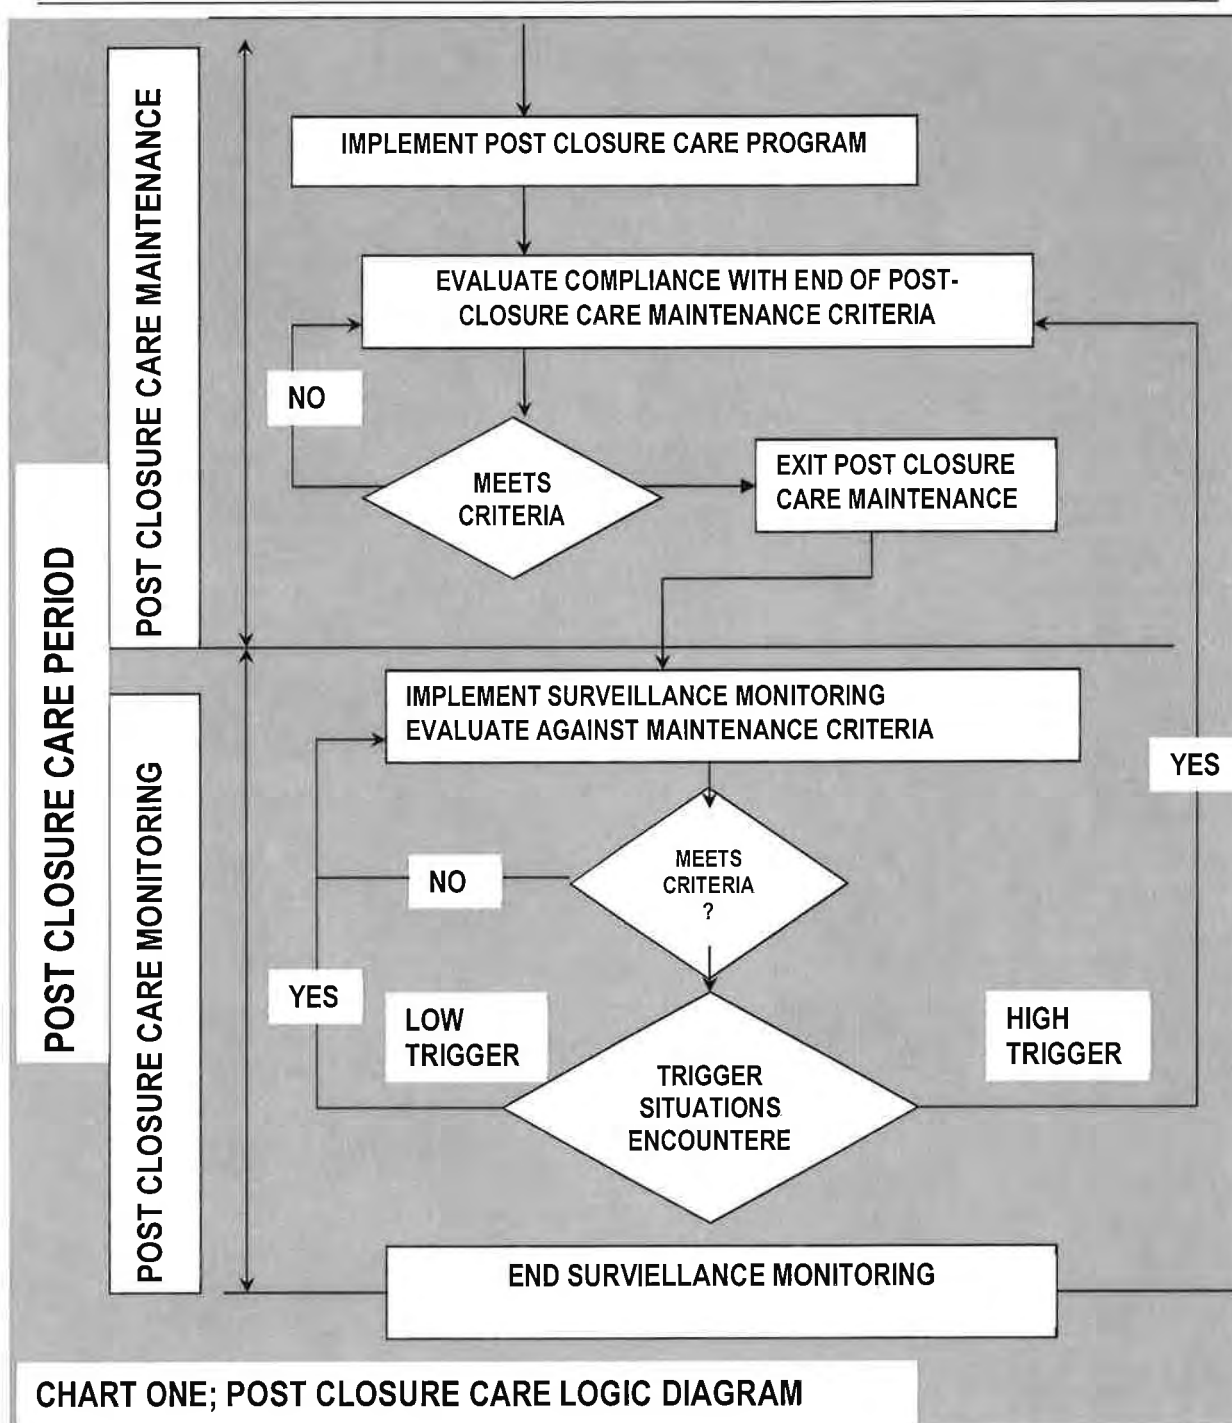 POST CLOSURE CARE PERIOD
POST CLOSURE CARE MAINTENANCE
IMPLEMENT POST CLOSURE CARE PROGRAM
EVALUATE COMPLIANCE WITH END OF POST-
CLOSURE CARE MAINTENANCE CRITERIA
NO
MEETS
CRITERIA
EXIT POST CLOSURE
CARE MAINTENANCE
POST CLOSURE CARE MONITORING
IMPLEMENT SURVEILLANCE MONITORING
EVALUATE AGAINST MAINTENANCE CRITERIA
YES
MEETS
CRITERIA
?
NO
YES
LOW
TRIGGER
HIGH
TRIGGER
TRIGGER
SITUATIONS
ENCOUNTERE
END SURVIELLANCE MONITORING
CHART ONE; POST CLOSURE CARE LOGIC DIAGRAM